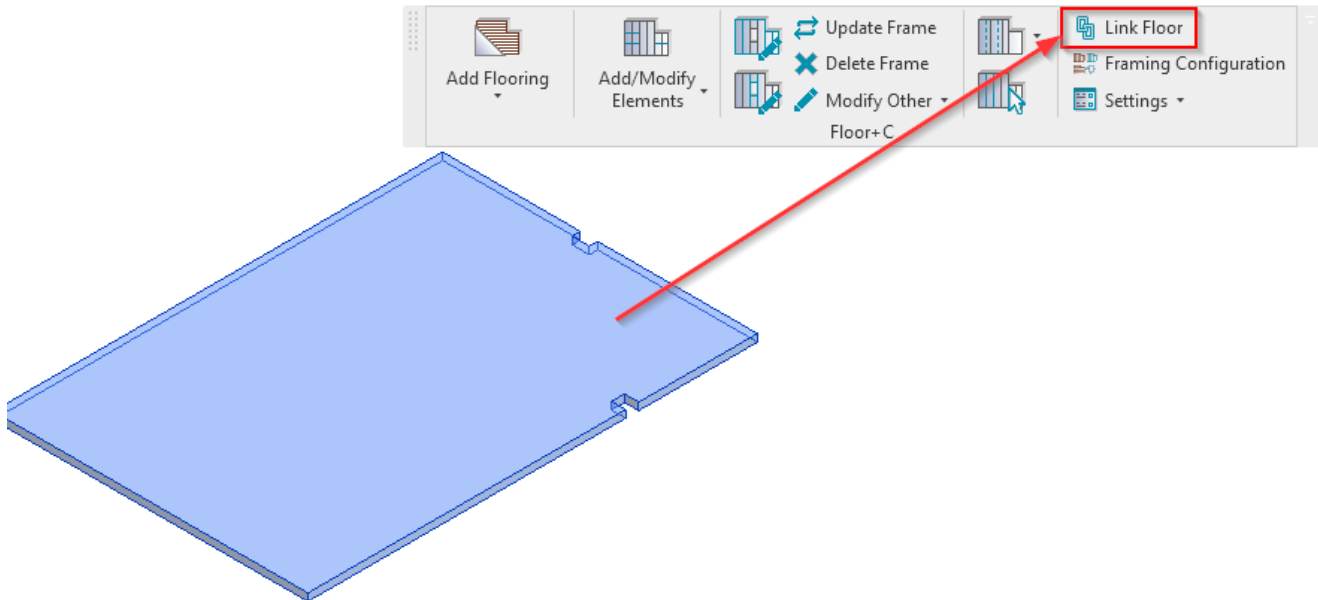 Add Flooring
Add/Modify
Elements
Update Frame
Delete Frame
Modify Other
Link Floor
Framing Configuration
Settings
Floor+C